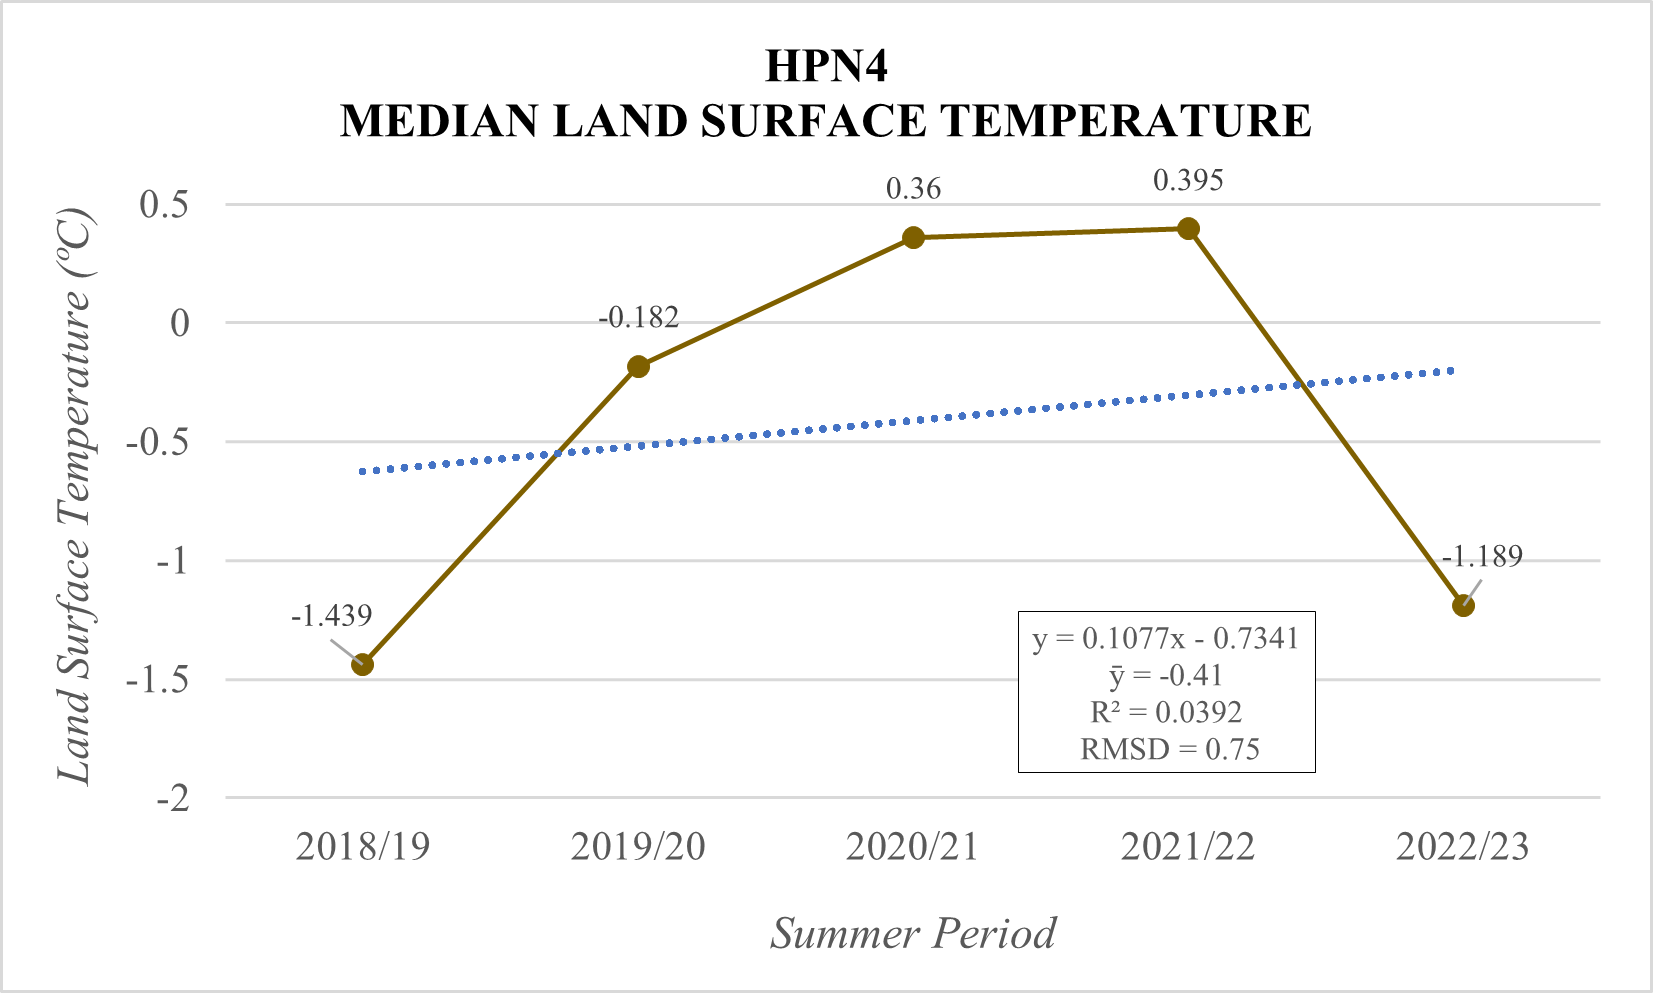 HPN4
MEDIAN LAND SURFACE TEMPERATURE
Land Surface Temperature (ºC)
0.5
0
-0.5
-1
-1.5
-2
-1.439
-0.182
0.36
0.395
-1.189
y = 0.1077x - 0.7341
ȳ = -0.41
R² = 0.0392
RMSD = 0.75
2018/19
2019/20
2020/21
2021/22
2022/23
Summer Period